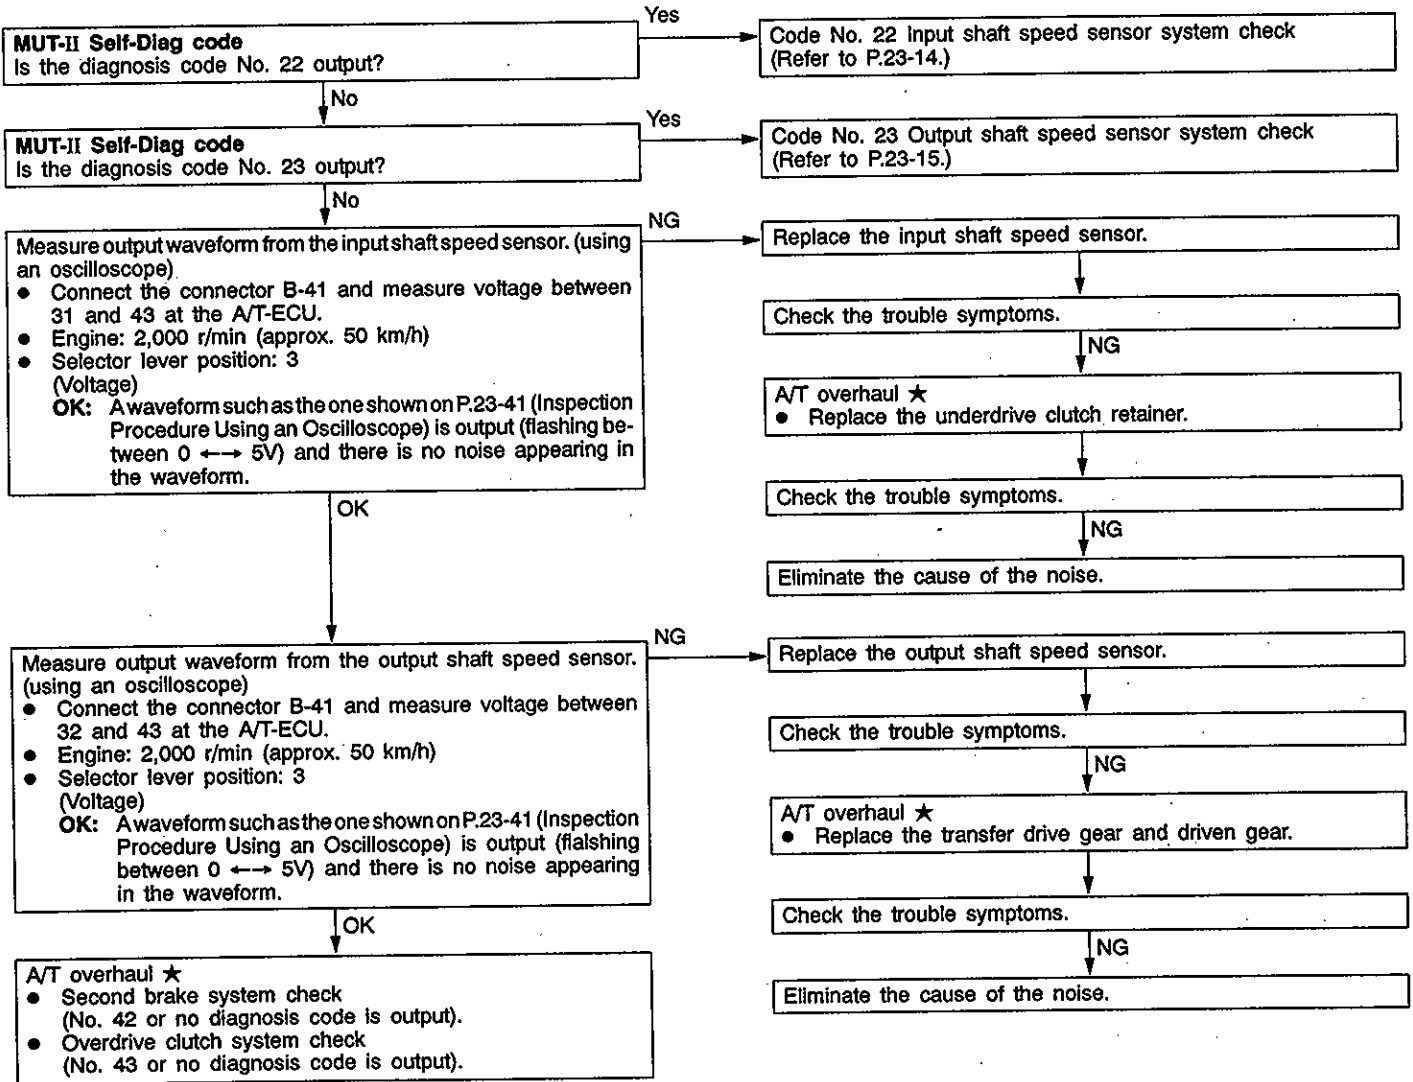 Yes
MUT-II Self-Diag code
Is the diagnosis code No. 22 output?
Code No. 22 Input shaft speed sensor system check
(Refer to P.23-14.)
No
Yes
MUT-II Self-Diag code
Is the diagnosis code No. 23 output?
Code No. 23 Output shaft speed sensor system check
(Refer to P.23-15.)
No
NG
Measure output waveform from the input shaft speed sensor. (using
an oscilloscope)
● Connect the connector B-41 and measure voltage between
31 and 43 at the A/T-ECU.
● Engine: 2,000 r/min (approx. 50 km/h)
● Selector lever position: 3
(Voltage)
OK: A waveform such as the one shown on P.23-41 (Inspection
Procedure Using an Oscilloscope) is output (flashing be-
tween 0 ←→ 5V) and there is no noise appearing in
the waveform.
Replace the input shaft speed sensor.
Check the trouble symptoms.
NG
A/T overhaul ★
● Replace the underdrive clutch retainer.
Check the trouble symptoms.
NG
Eliminate the cause of the noise.
OK
NG
Measure output waveform from the output shaft speed sensor.
(using an oscilloscope)
● Connect the connector B-41 and measure voltage between
32 and 43 at the A/T-ECU.
● Engine: 2,000 r/min (approx. 50 km/h)
● Selector lever position: 3
(Voltage)
OK: A waveform such as the one shown on P.23-41 (Inspection
Procedure Using an Oscilloscope) is output (flalshing
between 0 ←→ 5V) and there is no noise appearing
in the waveform.
Replace the output shaft speed sensor.
Check the trouble symptoms.
NG
A/T overhaul ★
● Replace the transfer drive gear and driven gear.
Check the trouble symptoms.
NG
Eliminate the cause of the noise.
OK
A/T overhaul ★
● Second brake system check
(No. 42 or no diagnosis code is output).
● Overdrive clutch system check
(No. 43 or no diagnosis code is output).